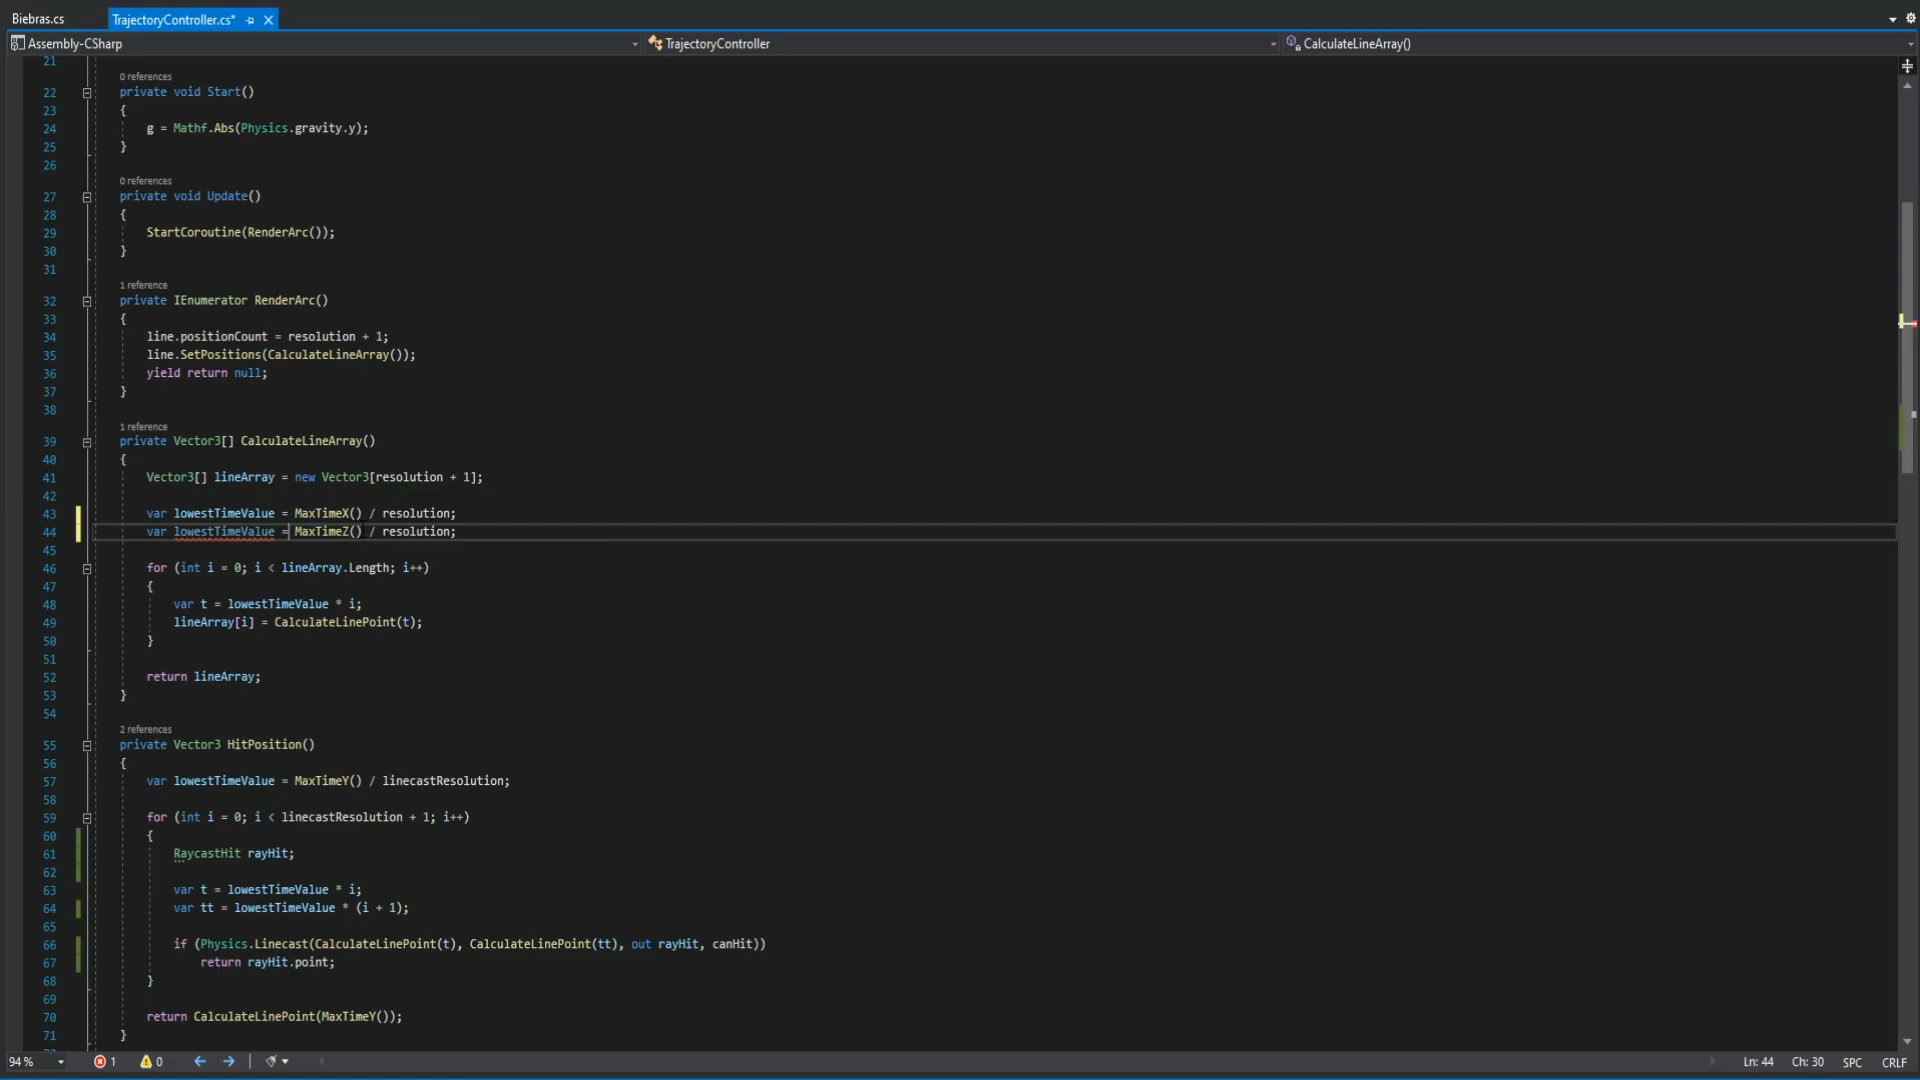 Biebras.cs
TrajectoryController.cs*
Assembly-CSharp
TrajectoryController
CalculateLineArray()
21
0 references
22 private void Start()
23 {
24 g = Mathf.Abs(Physics.gravity.y);
25 }
26
0 references
27 private void Update()
28 {
29 StartCoroutine(RenderArc());
30 }
31
1 reference
32 private IEnumerator RenderArc()
33 {
34 line.positionCount = resolution + 1;
35 line.SetPositions(CalculateLineArray());
36 yield return null;
37 }
38
1 reference
39 private Vector3[] CalculateLineArray()
40 {
41 Vector3[] lineArray = new Vector3[resolution + 1];
42
43 var lowestTimeValue = MaxTimeX() / resolution;
44 var lowestTimeValue = MaxTimeZ() / resolution;
45
46 for (int i = 0; i < lineArray.Length; i++)
47 {
48 var t = lowestTimeValue * i;
49 lineArray[i] = CalculateLinePoint(t);
50 }
51
52 return lineArray;
53 }
54
2 references
55 private Vector3 HitPosition()
56 {
57 var lowestTimeValue = MaxTimeY() / linecastResolution;
58
59 for (int i = 0; i < linecastResolution + 1; i++)
60 {
61 RaycastHit rayHit;
62
63 var t = lowestTimeValue * i;
64 var tt = lowestTimeValue * (i + 1);
65
66 if (Physics.Linecast(CalculateLinePoint(t), CalculateLinePoint(tt), out rayHit, canHit))
67 return rayHit.point;
68 }
69
70 return CalculateLinePoint(MaxTimeY());
71 }
94 % 1 0 Ln: 44 Ch: 30 SPC CRLF